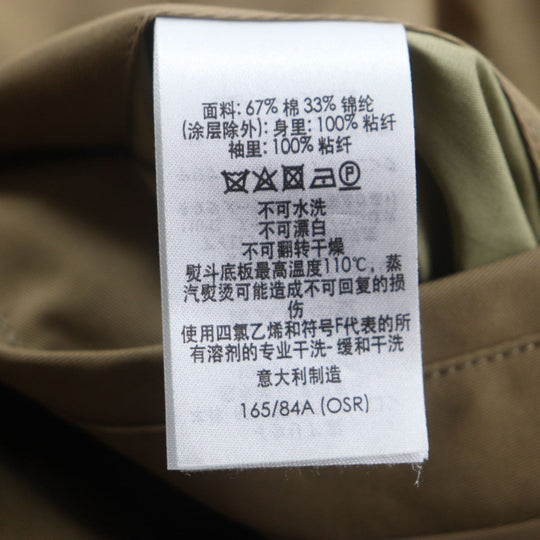 面料: 67% 棉 33% 锦纶
(涂层除外): 身里: 100% 粘纤
袖里: 100% 粘纤
P
不可水洗
不可漂白
不可翻转干燥
熨斗底板最高温度110℃, 蒸
汽熨烫可能造成不可回复的损
伤
使用四氯乙烯和符号F代表的所
有溶剂的专业干洗- 缓和干洗
意大利制造
165/84A (OSR)